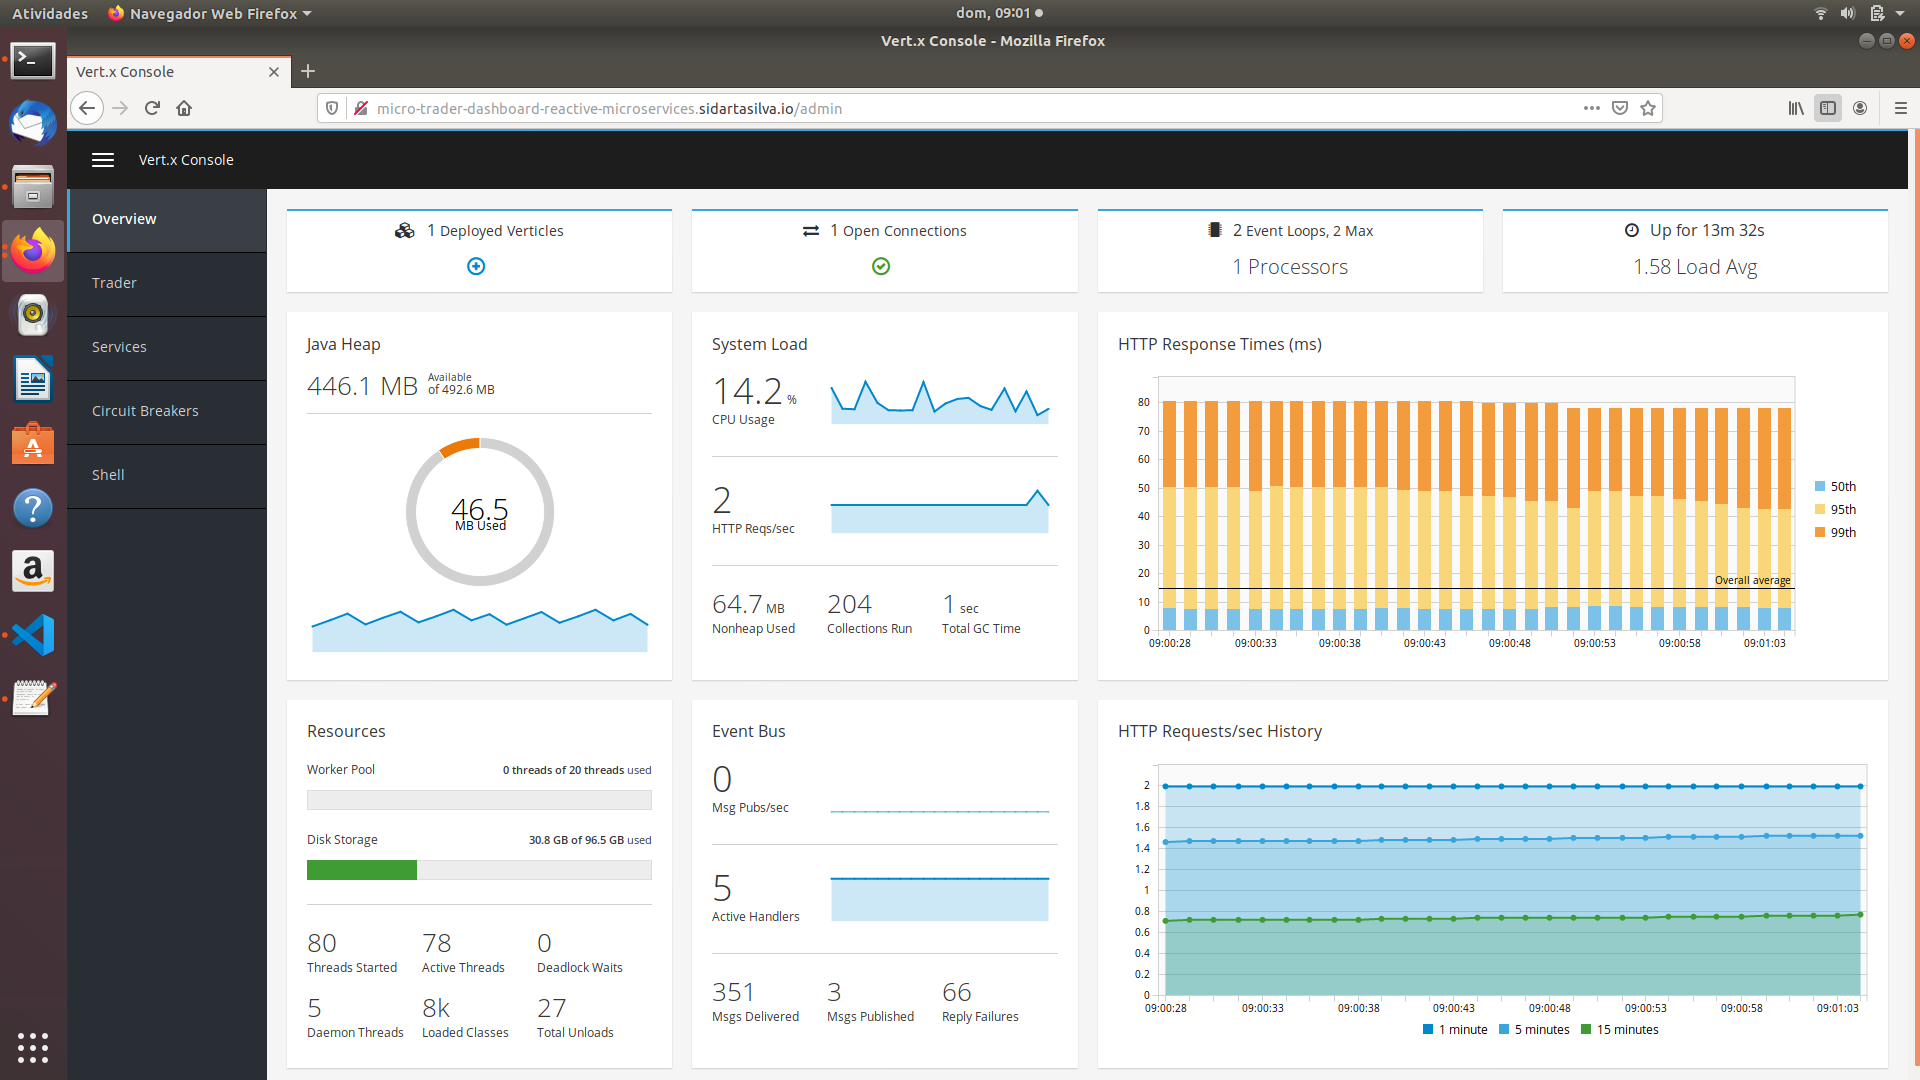 Atividades
Navegador Web Firefox
dom, 09:01
Vert.x Console - Mozilla Firefox
Vert.x Console
micro-trader-dashboard-reactive-microservices.sidartasilva.io/admin
Vert.x Console
Overview
Trader
Services
Circuit Breakers
Shell
1 Deployed Verticles
1 Open Connections
2 Event Loops, 2 Max
1 Processors
Up for 13m 32s
1.58 Load Avg
Java Heap
446.1 MB Available
of 492.6 MB
46.5
MB Used
System Load
14.2 %
CPU Usage
2
HTTP Reqs/sec
64.7 MB
Nonheap Used
204
Collections Run
1 sec
Total GC Time
HTTP Response Times (ms)
80
70
60
50
40
30
20
10
0
Overall average
09:00:28 09:00:33 09:00:38 09:00:43 09:00:48 09:00:53 09:00:58 09:01:03
50th
95th
99th
Resources
Worker Pool 0 threads of 20 threads used
Disk Storage 30.8 GB of 96.5 GB used
80
Threads Started
78
Active Threads
0
Deadlock Waits
5
Daemon Threads
8k
Loaded Classes
27
Total Unloads
Event Bus
0
Msg Pubs/sec
5
Active Handlers
351
Msgs Delivered
3
Msgs Published
66
Reply Failures
HTTP Requests/sec History
2
1.8
1.6
1.4
1.2
1
0.8
0.6
0.4
0.2
0
09:00:28 09:00:33 09:00:38 09:00:43 09:00:48 09:00:53 09:00:58 09:01:03
1 minute 5 minutes 15 minutes